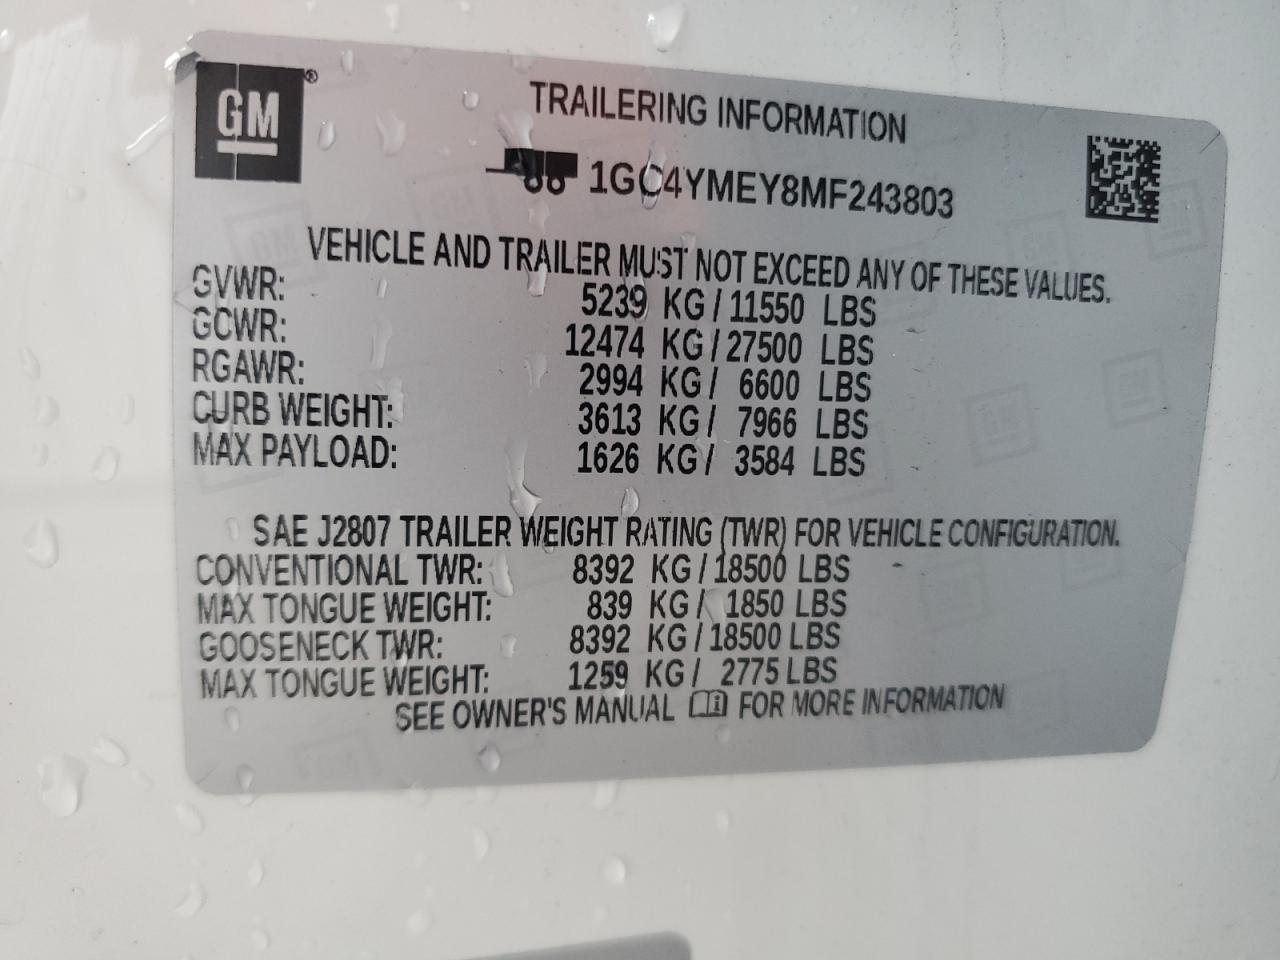 GM®
TRAILERING INFORMATION
1GC4YMEY8MF243803
VEHICLE AND TRAILER MUST NOT EXCEED ANY OF THESE VALUES.
GVWR: 5239 KG / 11550 LBS
GCWR: 12474 KG / 27500 LBS
RGAWR: 2994 KG / 6600 LBS
CURB WEIGHT: 3613 KG / 7966 LBS
MAX PAYLOAD: 1626 KG / 3584 LBS
SAE J2807 TRAILER WEIGHT RATING (TWR) FOR VEHICLE CONFIGURATION.
CONVENTIONAL TWR: 8392 KG / 18500 LBS
MAX TONGUE WEIGHT: 839 KG / 1850 LBS
GOOSENECK TWR: 8392 KG / 18500 LBS
MAX TONGUE WEIGHT: 1259 KG / 2775 LBS
SEE OWNER'S MANUAL FOR MORE INFORMATION